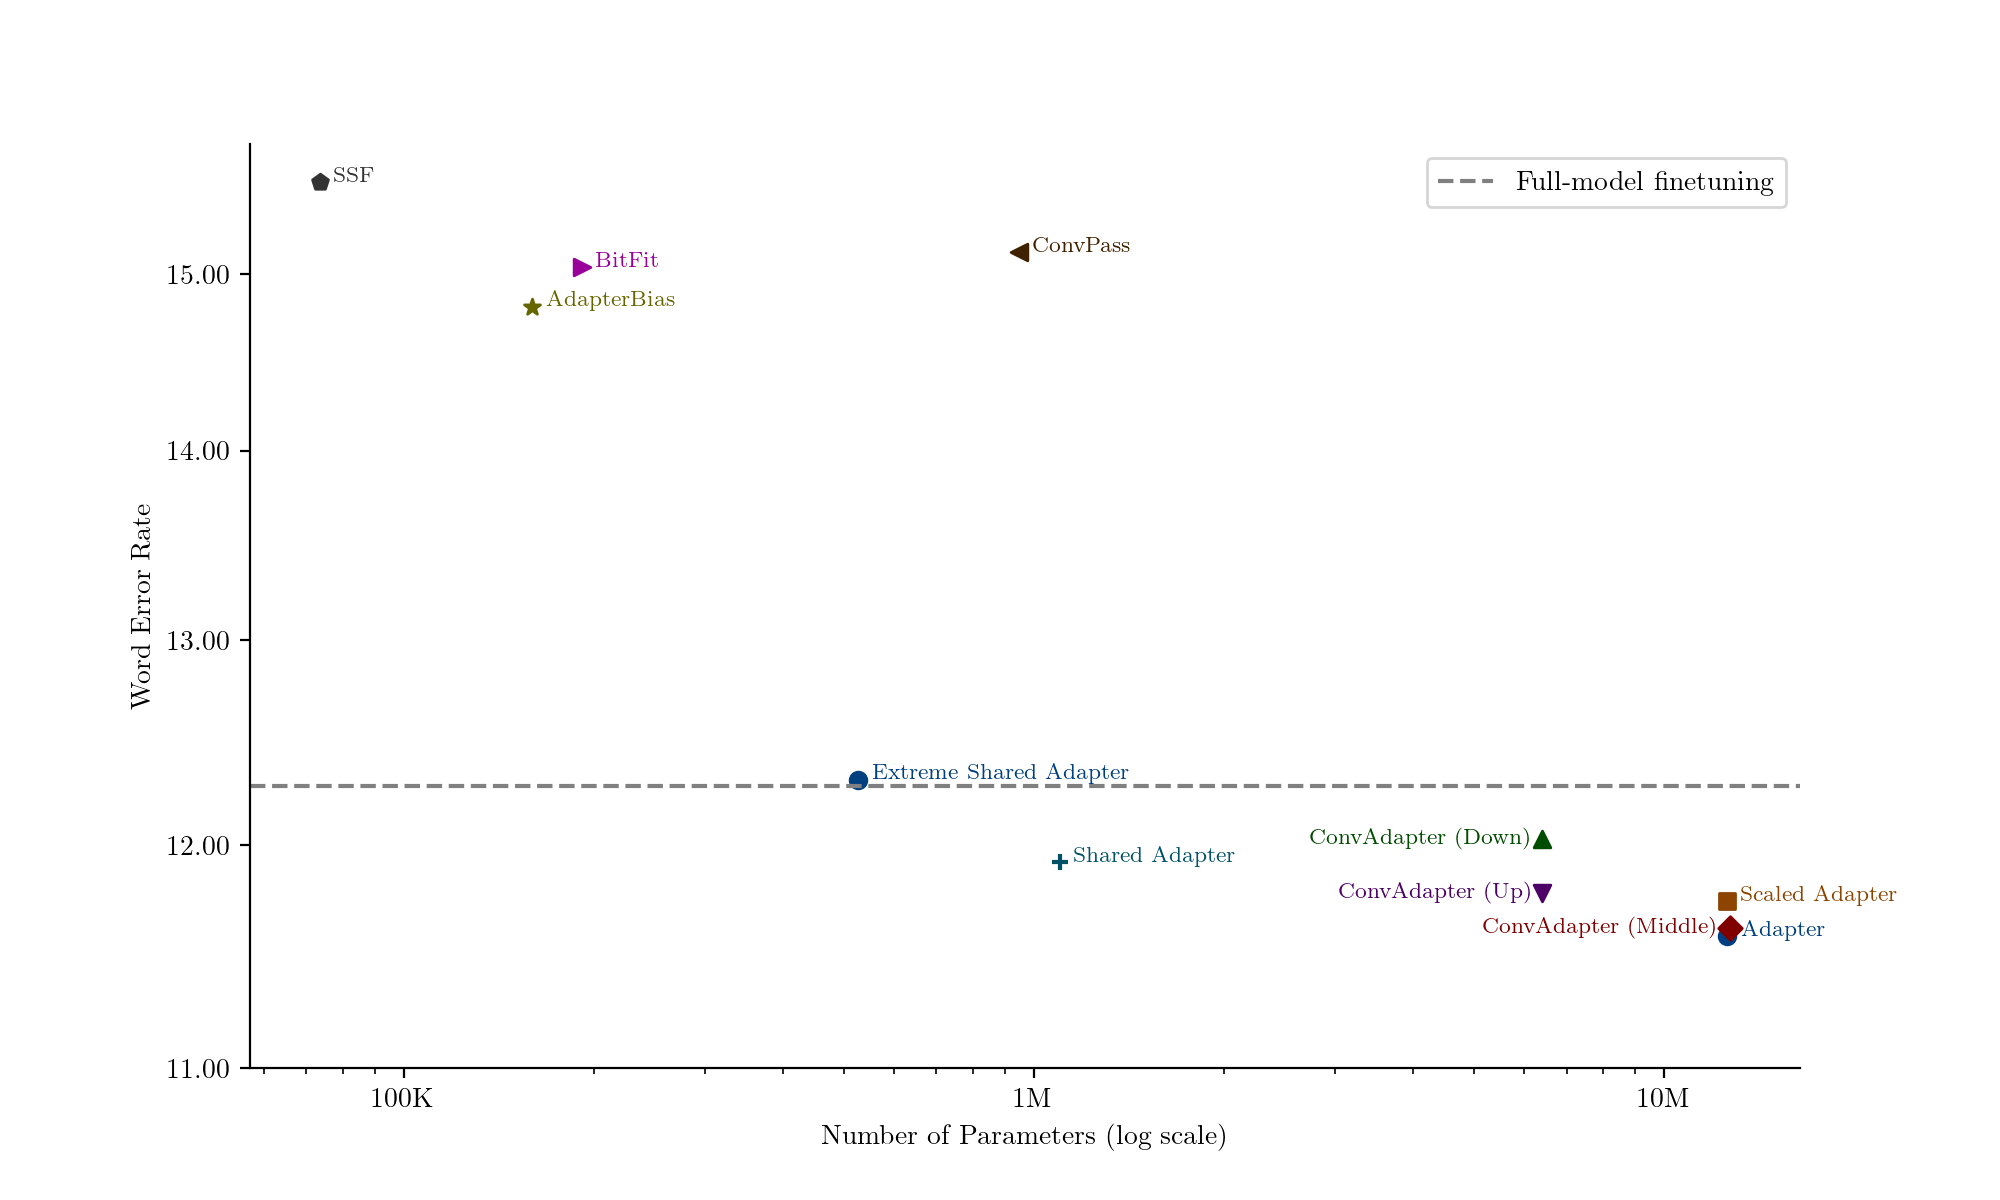 Full-model finetuning
SSF
ConvPass
BitFit
AdapterBias
Extreme Shared Adapter
ConvAdapter (Down)
Shared Adapter
ConvAdapter (Up)
Scaled Adapter
ConvAdapter (Middle)
Adapter
15.00
14.00
13.00
12.00
11.00
Word Error Rate
100K
1M
10M
Number of Parameters (log scale)